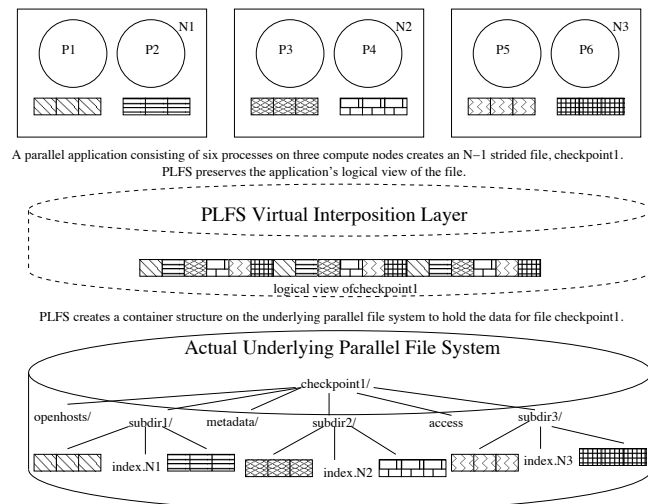 N1
P1 P2
N2
P3 P4
N3
P5 P6
A parallel application consisting of six processes on three compute nodes creates an N−1 strided file, checkpoint1.
PLFS preserves the application's logical view of the file.
PLFS Virtual Interposition Layer
logical view ofcheckpoint1
PLFS creates a container structure on the underlying parallel file system to hold the data for file checkpoint1.
Actual Underlying Parallel File System
checkpoint1/
openhosts/ subdir1/ metadata/ subdir2/ access subdir3/
index.N1 index.N2 index.N3